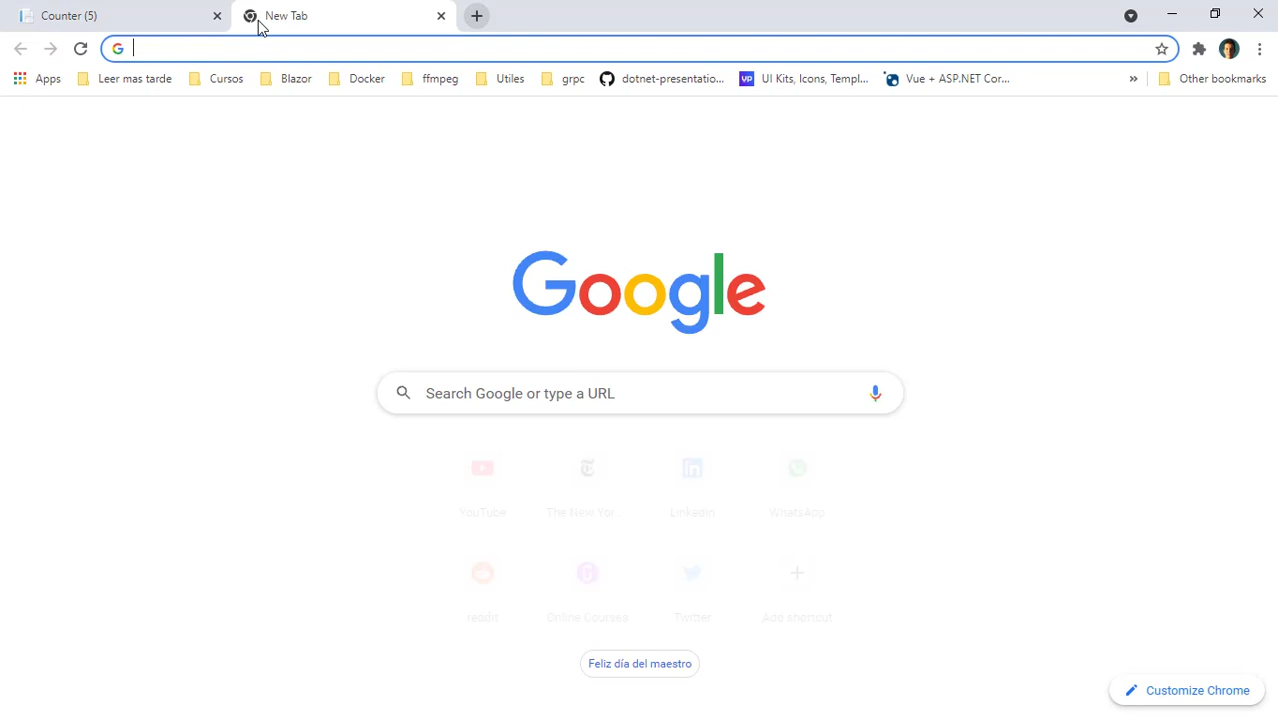 Counter (5)
New Tab
Apps
Leer mas tarde
Cursos
Blazor
Docker
ffmpeg
Utiles
grpc
dotnet-presentatio...
UI Kits, Icons, Templ...
Vue + ASP.NET Cor...
»
Other bookmarks
Google
Search Google or type a URL
YouTube
The New Yor...
LinkedIn
WhatsApp
reddit
Online Courses
Twitter
Add shortcut
Feliz día del maestro
Customize Chrome